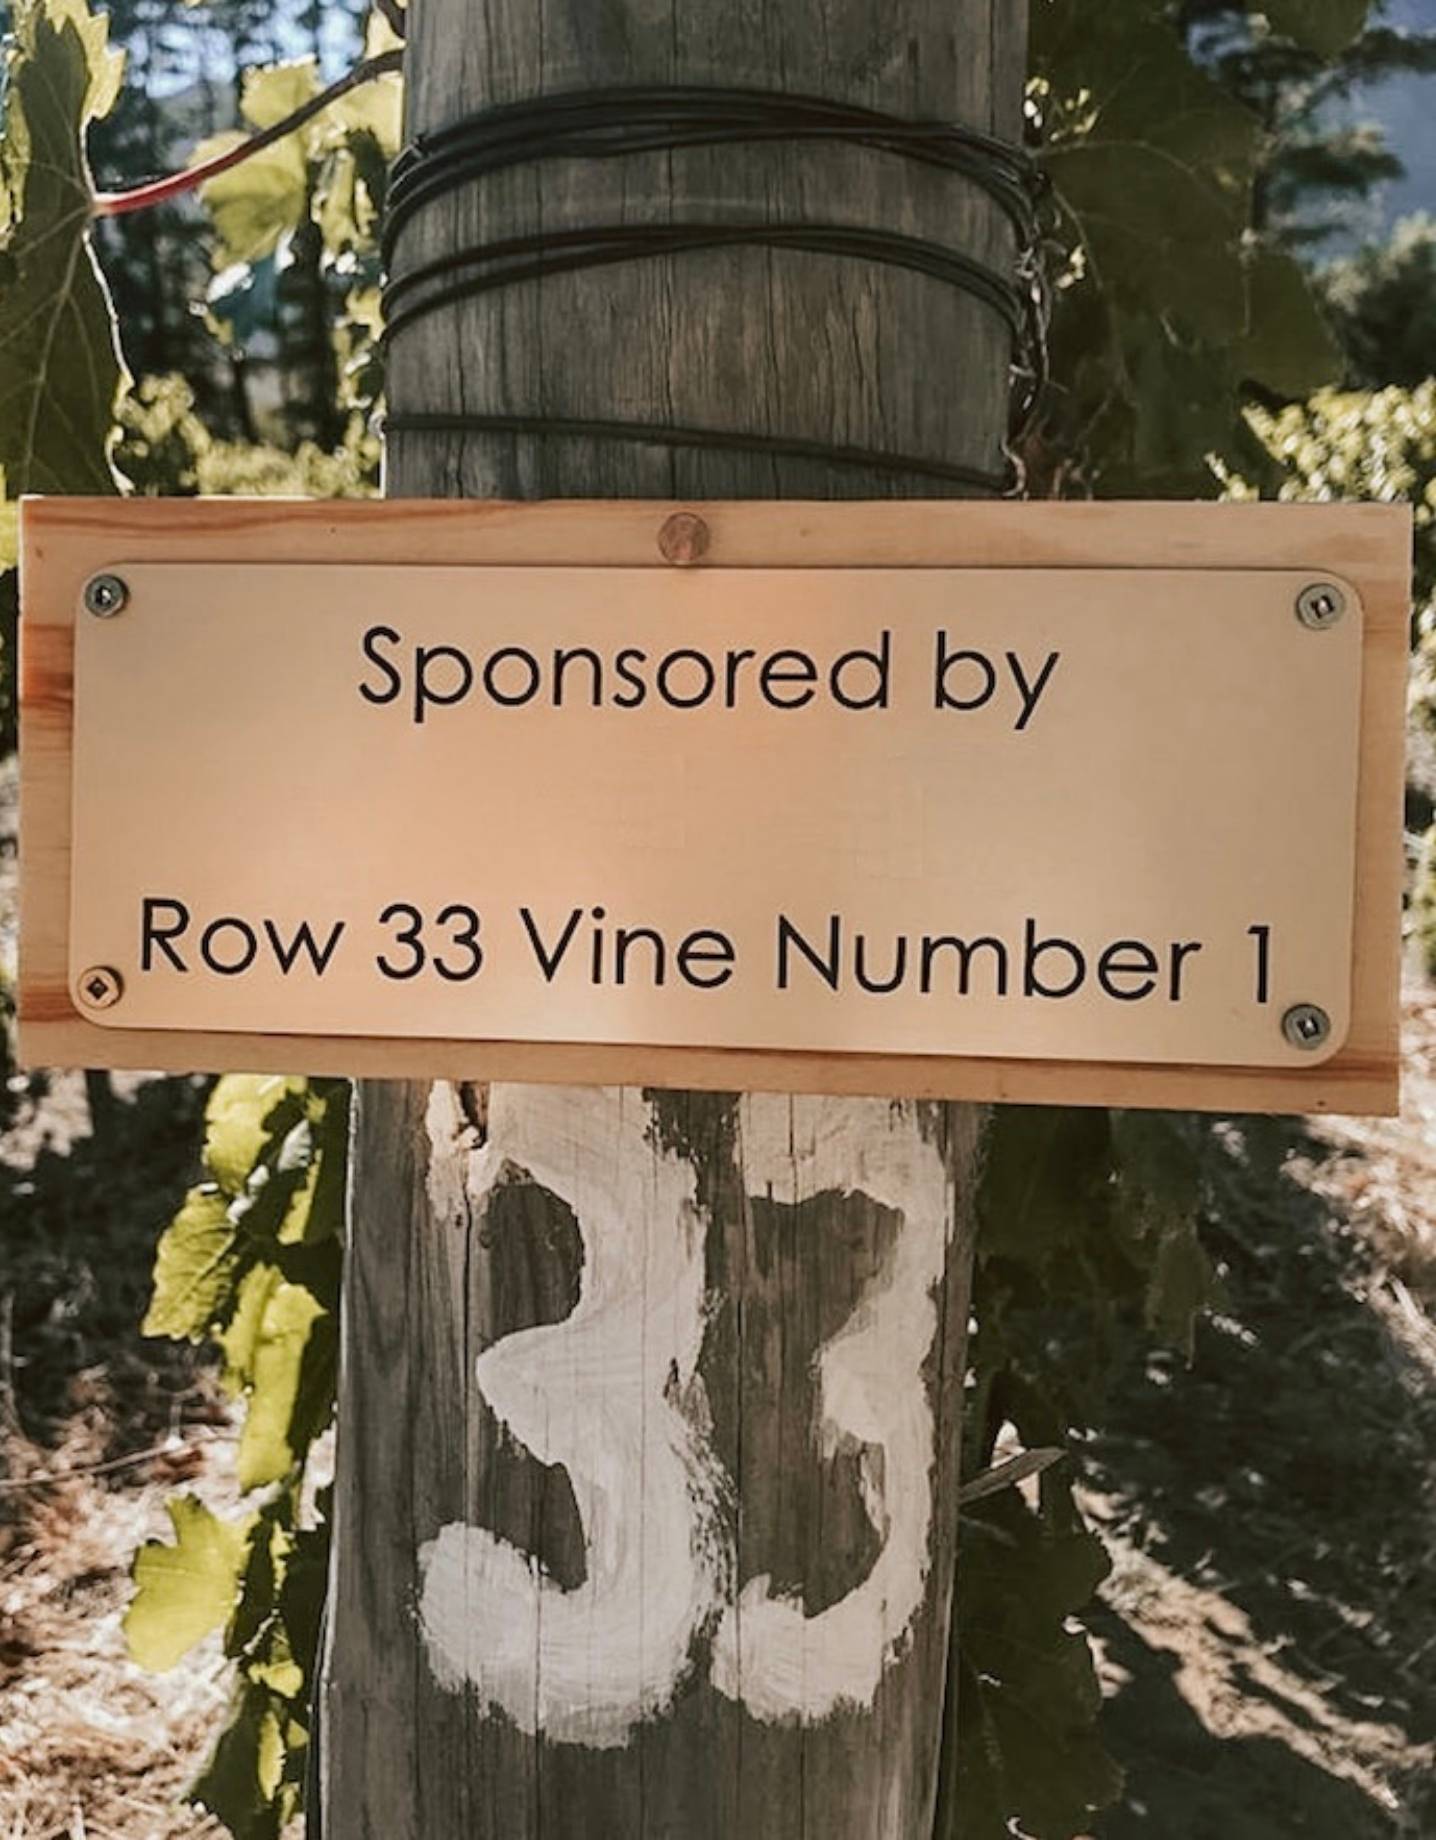 Sponsored by
Row 33 Vine Number 1
33